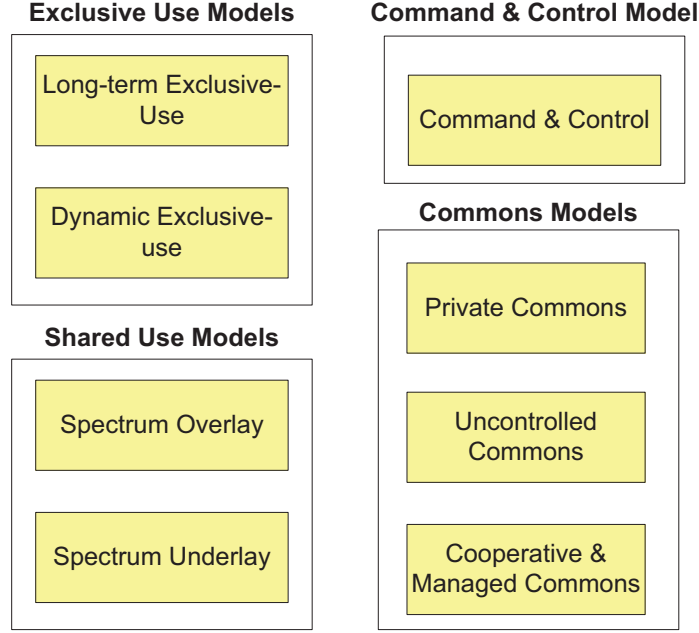 Exclusive Use Models
Long-term Exclusive-
Use
Dynamic Exclusive-
use
Shared Use Models
Spectrum Overlay
Spectrum Underlay
Command & Control Model
Command & Control
Commons Models
Private Commons
Uncontrolled
Commons
Cooperative &
Managed Commons